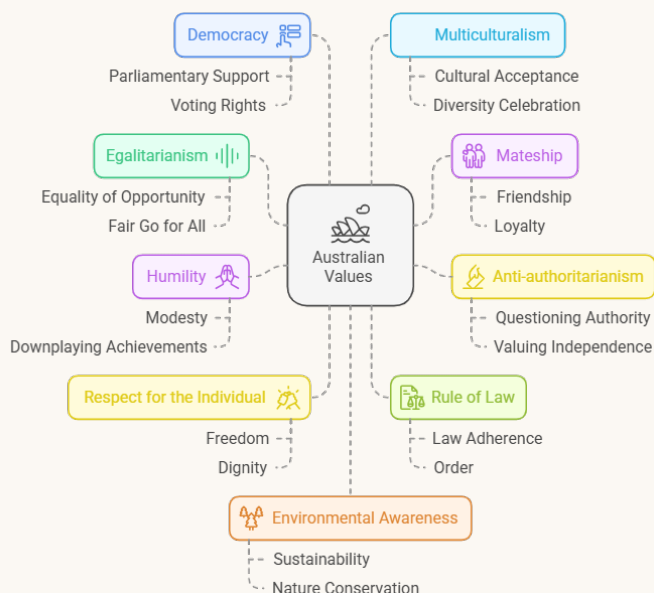 Democracy
Parliamentary Support
Voting Rights
Multiculturalism
Cultural Acceptance
Diversity Celebration
Egalitarianism
Equality of Opportunity
Fair Go for All
Mateship
Friendship
Loyalty
Australian
Values
Humility
Modesty
Downplaying Achievements
Anti-authoritarianism
Questioning Authority
Valuing Independence
Respect for the Individual
Freedom
Dignity
Rule of Law
Law Adherence
Order
Environmental Awareness
Sustainability
Nature Conservation